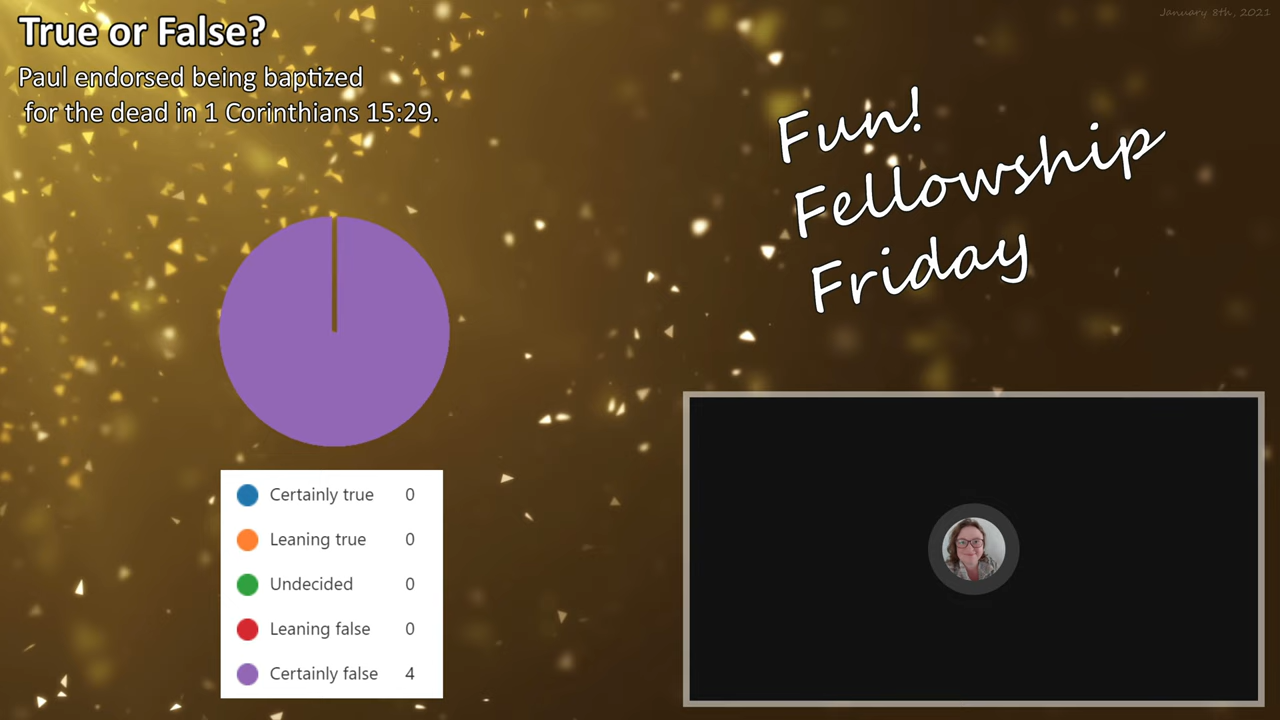 January 8th, 2021
True or False?
Paul endorsed being baptized
for the dead in 1 Corinthians 15:29.
Fun!
Fellowship
Friday
Certainly true 0
Leaning true 0
Undecided 0
Leaning false 0
Certainly false 4